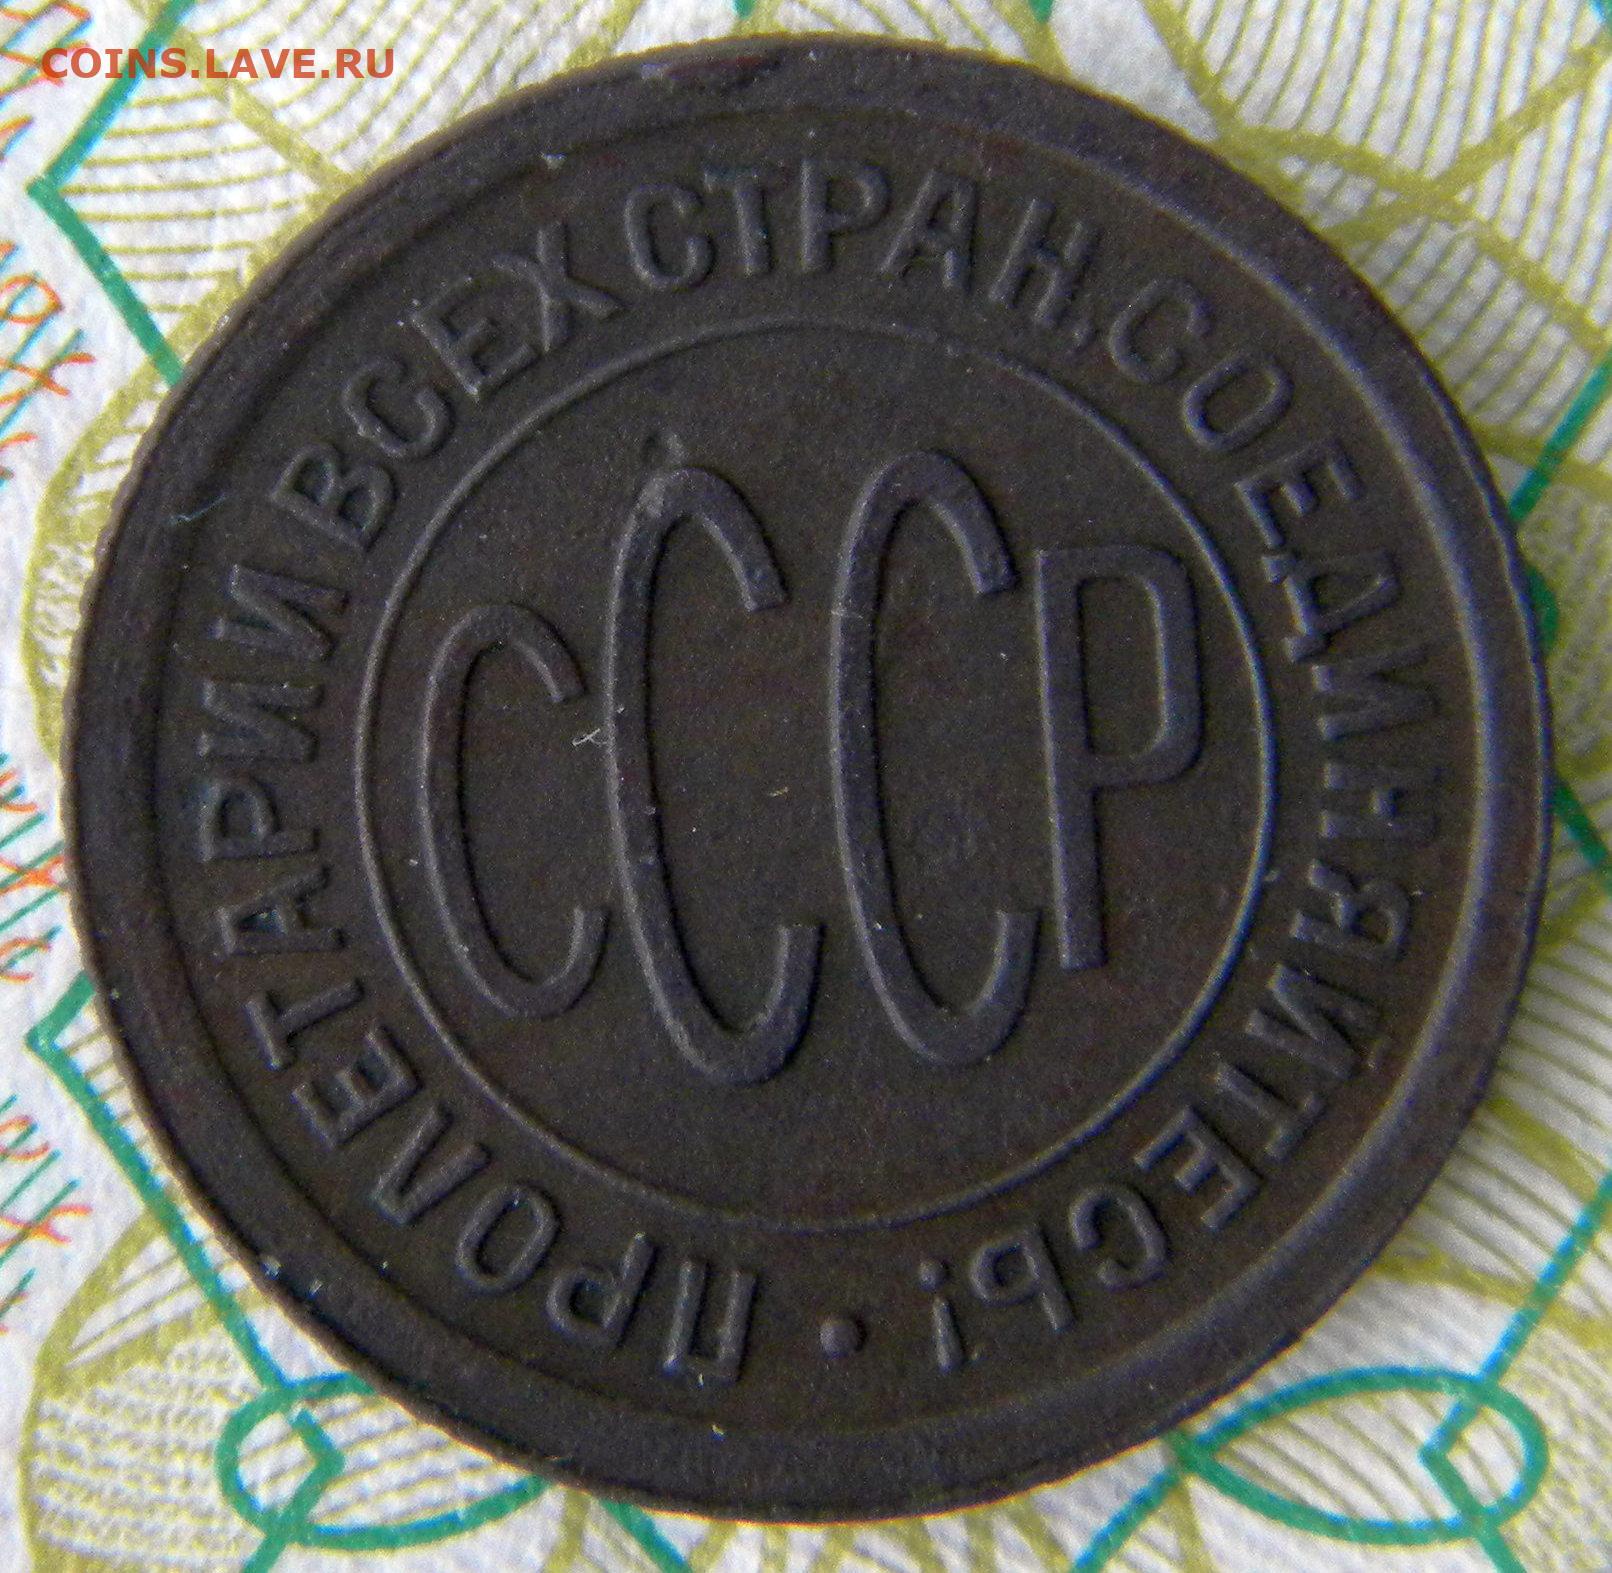 COINS.LAVE.RU
ПРОЛЕТАРИИ ВСЕХ СТРАН, СОЕДИНЯЙТЕСЬ! •
СССР